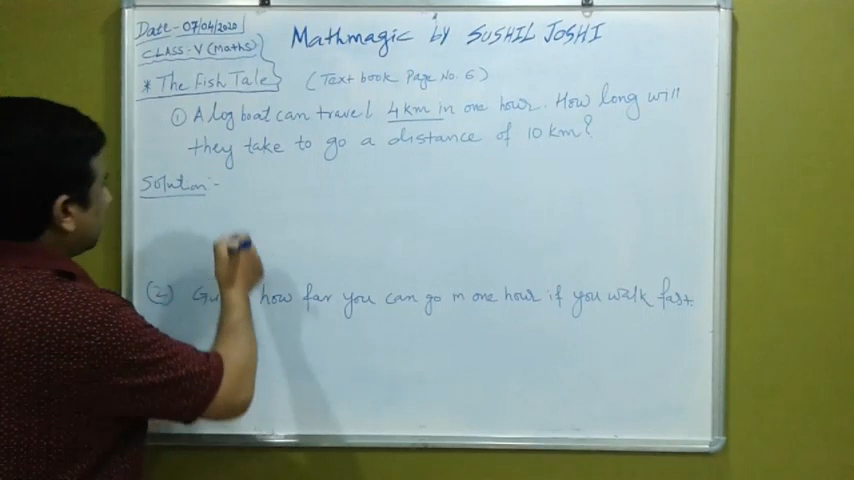 Date - 07/04/2020
Mathmagic by SUSHIL JOSHI
CLASS-V (Maths)
* The Fish Tale (Text book Page No. 6)
① A log boat can travel 4 km in one hour. How long will
they take to go a distance of 10 km?
Solution:-
(2) how far you can go in one hour if you walk fast.